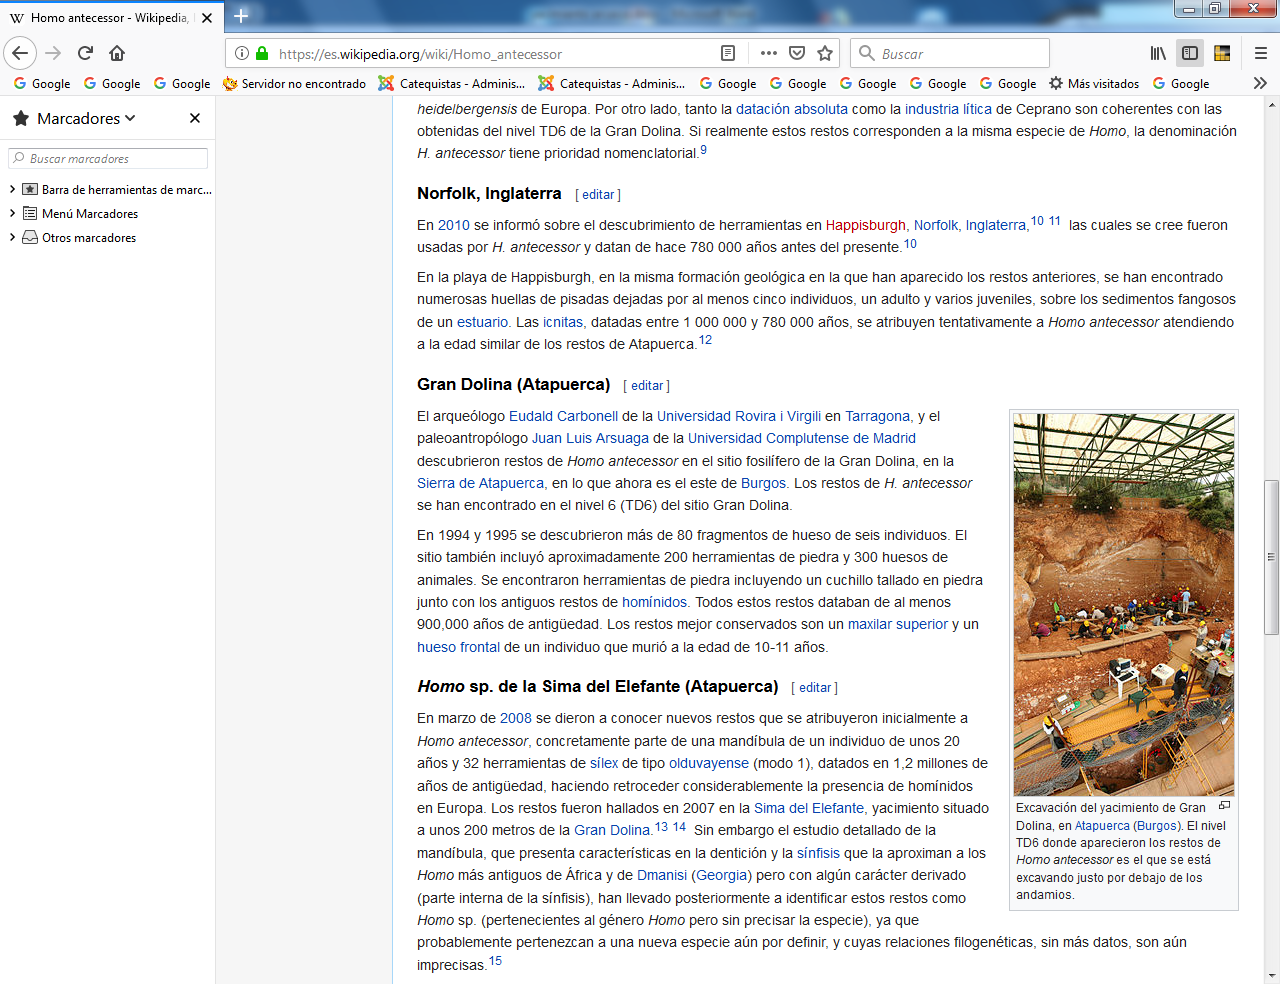 Homo antecessor - Wikipedia,
https://es.wikipedia.org/wiki/Homo_antecessor
Buscar
Google
Google
Google
Servidor no encontrado
Catequistas - Adminis...
Catequistas - Adminis...
Google
Google
Google
Google
Google
Más visitados
Google
Marcadores
Buscar marcadores
Barra de herramientas de marc...
Menú Marcadores
Otros marcadores
heidelbergensis de Europa. Por otro lado, tanto la datación absoluta como la industria lítica de Ceprano son coherentes con las
obtenidas del nivel TD6 de la Gran Dolina. Si realmente estos restos corresponden a la misma especie de Homo, la denominación
H. antecessor tiene prioridad nomenclatorial.9
Norfolk, Inglaterra [ editar ]
En 2010 se informó sobre el descubrimiento de herramientas en Happisburgh, Norfolk, Inglaterra,10 11 las cuales se cree fueron
usadas por H. antecessor y datan de hace 780 000 años antes del presente.10
En la playa de Happisburgh, en la misma formación geológica en la que han aparecido los restos anteriores, se han encontrado
numerosas huellas de pisadas dejadas por al menos cinco individuos, un adulto y varios juveniles, sobre los sedimentos fangosos
de un estuario. Las icnitas, datadas entre 1 000 000 y 780 000 años, se atribuyen tentativamente a Homo antecessor atendiendo
a la edad similar de los restos de Atapuerca.12
Gran Dolina (Atapuerca) [ editar ]
El arqueólogo Eudald Carbonell de la Universidad Rovira i Virgili en Tarragona, y el
paleoantropólogo Juan Luis Arsuaga de la Universidad Complutense de Madrid
descubrieron restos de Homo antecessor en el sitio fosilífero de la Gran Dolina, en la
Sierra de Atapuerca, en lo que ahora es el este de Burgos. Los restos de H. antecessor
se han encontrado en el nivel 6 (TD6) del sitio Gran Dolina.
En 1994 y 1995 se descubrieron más de 80 fragmentos de hueso de seis individuos. El
sitio también incluyó aproximadamente 200 herramientas de piedra y 300 huesos de
animales. Se encontraron herramientas de piedra incluyendo un cuchillo tallado en piedra
junto con los antiguos restos de homínidos. Todos estos restos databan de al menos
900,000 años de antigüedad. Los restos mejor conservados son un maxilar superior y un
hueso frontal de un individuo que murió a la edad de 10-11 años.
Homo sp. de la Sima del Elefante (Atapuerca) [ editar ]
En marzo de 2008 se dieron a conocer nuevos restos que se atribuyeron inicialmente a
Homo antecessor, concretamente parte de una mandíbula de un individuo de unos 20
años y 32 herramientas de sílex de tipo olduvayense (modo 1), datados en 1,2 millones de
años de antigüedad, haciendo retroceder considerablemente la presencia de homínidos
en Europa. Los restos fueron hallados en 2007 en la Sima del Elefante, yacimiento situado
a unos 200 metros de la Gran Dolina.13 14 Sin embargo el estudio detallado de la
mandíbula, que presenta características en la dentición y la sínfisis que la aproximan a los
Homo más antiguos de África y de Dmanisi (Georgia) pero con algún carácter derivado
(parte interna de la sínfisis), han llevado posteriormente a identificar estos restos como
Homo sp. (pertenecientes al género Homo pero sin precisar la especie), ya que
probablemente pertenezcan a una nueva especie aún por definir, y cuyas relaciones filogenéticas, sin más datos, son aún
imprecisas.15
Excavación del yacimiento de Gran
Dolina, en Atapuerca (Burgos). El nivel
TD6 donde aparecieron los restos de
Homo antecessor es el que se está
excavando justo por debajo de los
andamios.